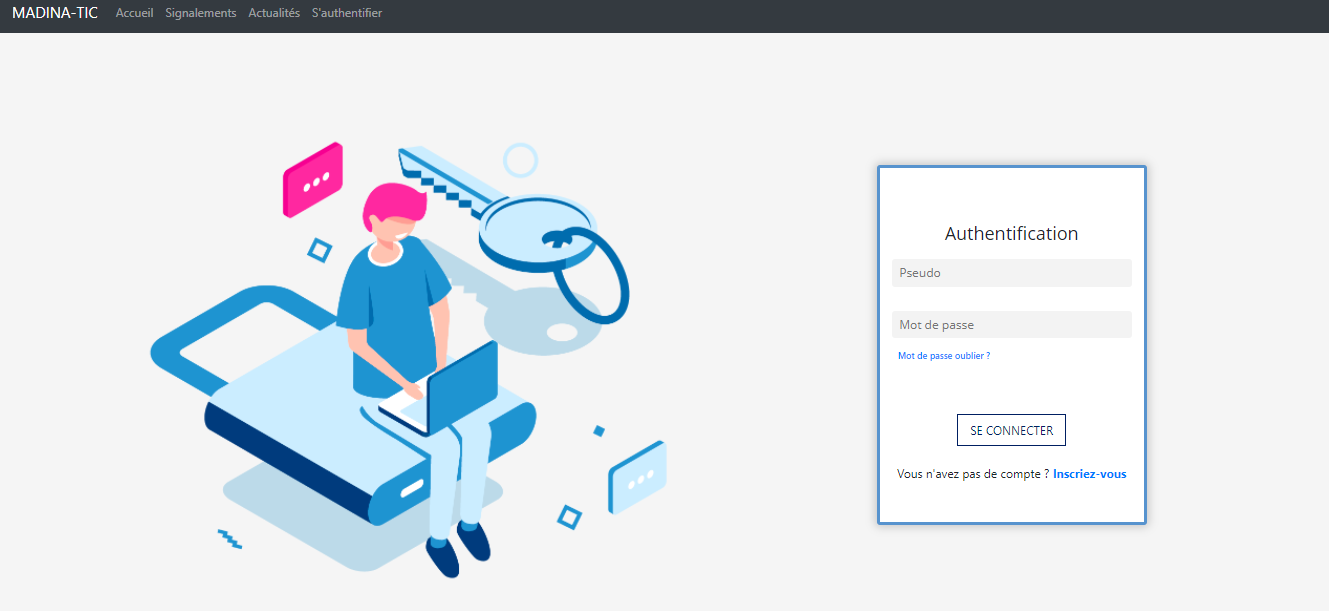 MADINA-TIC Accueil Signalements Actualités S'authentifier
Authentification
Pseudo
Mot de passe
Mot de passe oublier ?
SE CONNECTER
Vous n'avez pas de compte ? Inscriez-vous